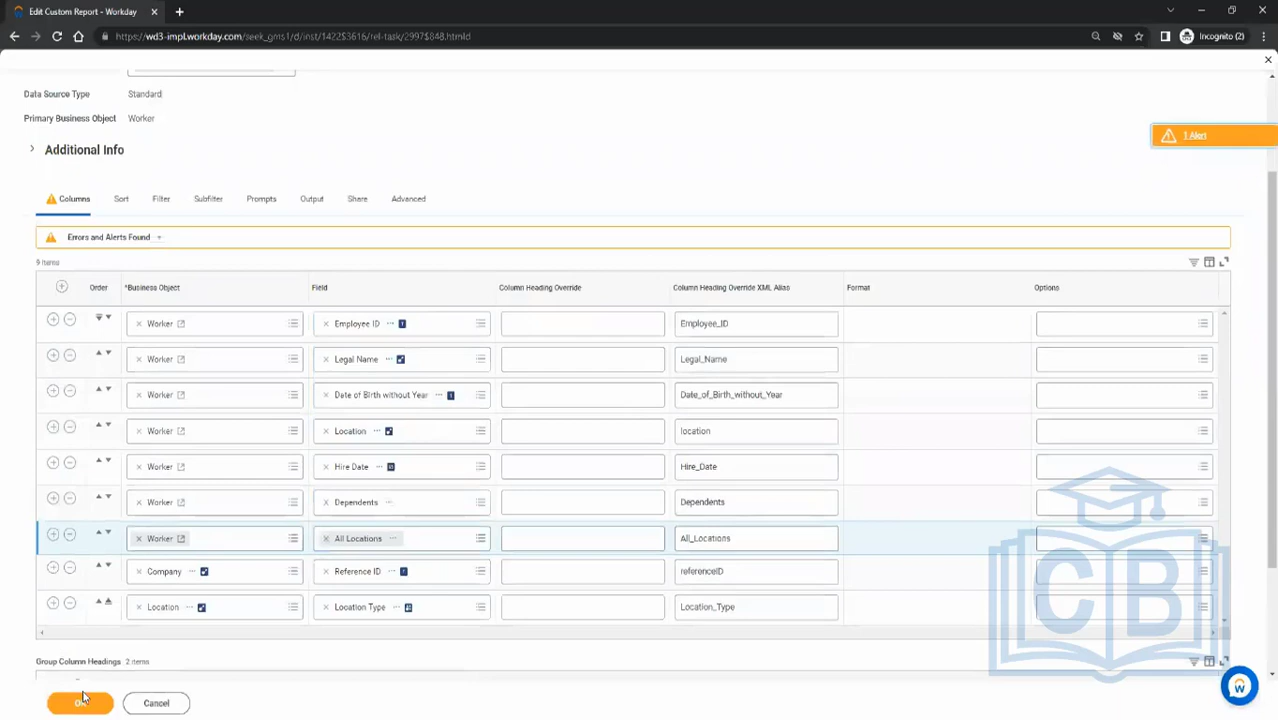 Edit Custom Report - Workday
https://wd3-impl.workday.com/seek_gms1/d/inst/1422$3616/rel-task/2997$848.htmld
Incognito (2)
Data Source Type Standard
Primary Business Object Worker
1 Alert
Additional Info
Columns Sort Filter Subfilter Prompts Output Share Advanced
Errors and Alerts Found
9 items
Order *Business Object Field Column Heading Override Column Heading Override XML Alias Format Options
Worker Employee ID Employee_ID
Worker Legal Name Legal_Name
Worker Date of Birth without Year Date_of_Birth_without_Year
Worker Location location
Worker Hire Date Hire_Date
Worker Dependents Dependents
Worker All Locations All_Locations
Company Reference ID referenceID
Location Location Type Location_Type
CB
Group Column Headings 2 items
Cancel